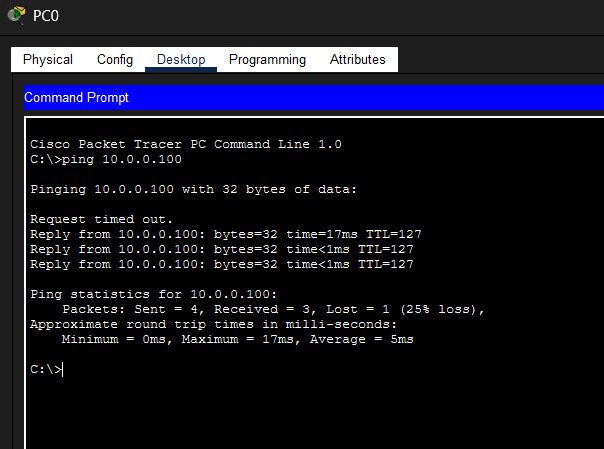 PC0
Physical Config Desktop Programming Attributes
Command Prompt
Cisco Packet Tracer PC Command Line 1.0
C:\>ping 10.0.0.100
Pinging 10.0.0.100 with 32 bytes of data:
Request timed out.
Reply from 10.0.0.100: bytes=32 time=17ms TTL=127
Reply from 10.0.0.100: bytes=32 time<1ms TTL=127
Reply from 10.0.0.100: bytes=32 time<1ms TTL=127
Ping statistics for 10.0.0.100:
    Packets: Sent = 4, Received = 3, Lost = 1 (25% loss),
Approximate round trip times in milli-seconds:
    Minimum = 0ms, Maximum = 17ms, Average = 5ms
C:\>